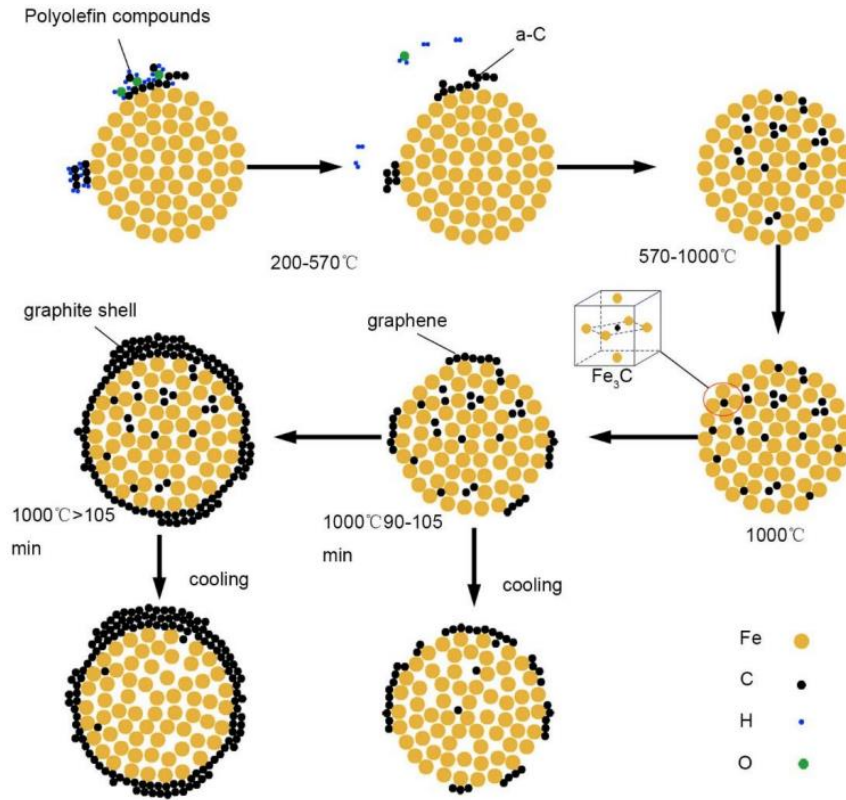 Polyolefin compounds
a-C
200-570℃
570-1000℃
graphite shell
graphene
Fe₃C
1000℃>105
min
1000℃90-105
min
1000℃
cooling
cooling
Fe
C
H
O